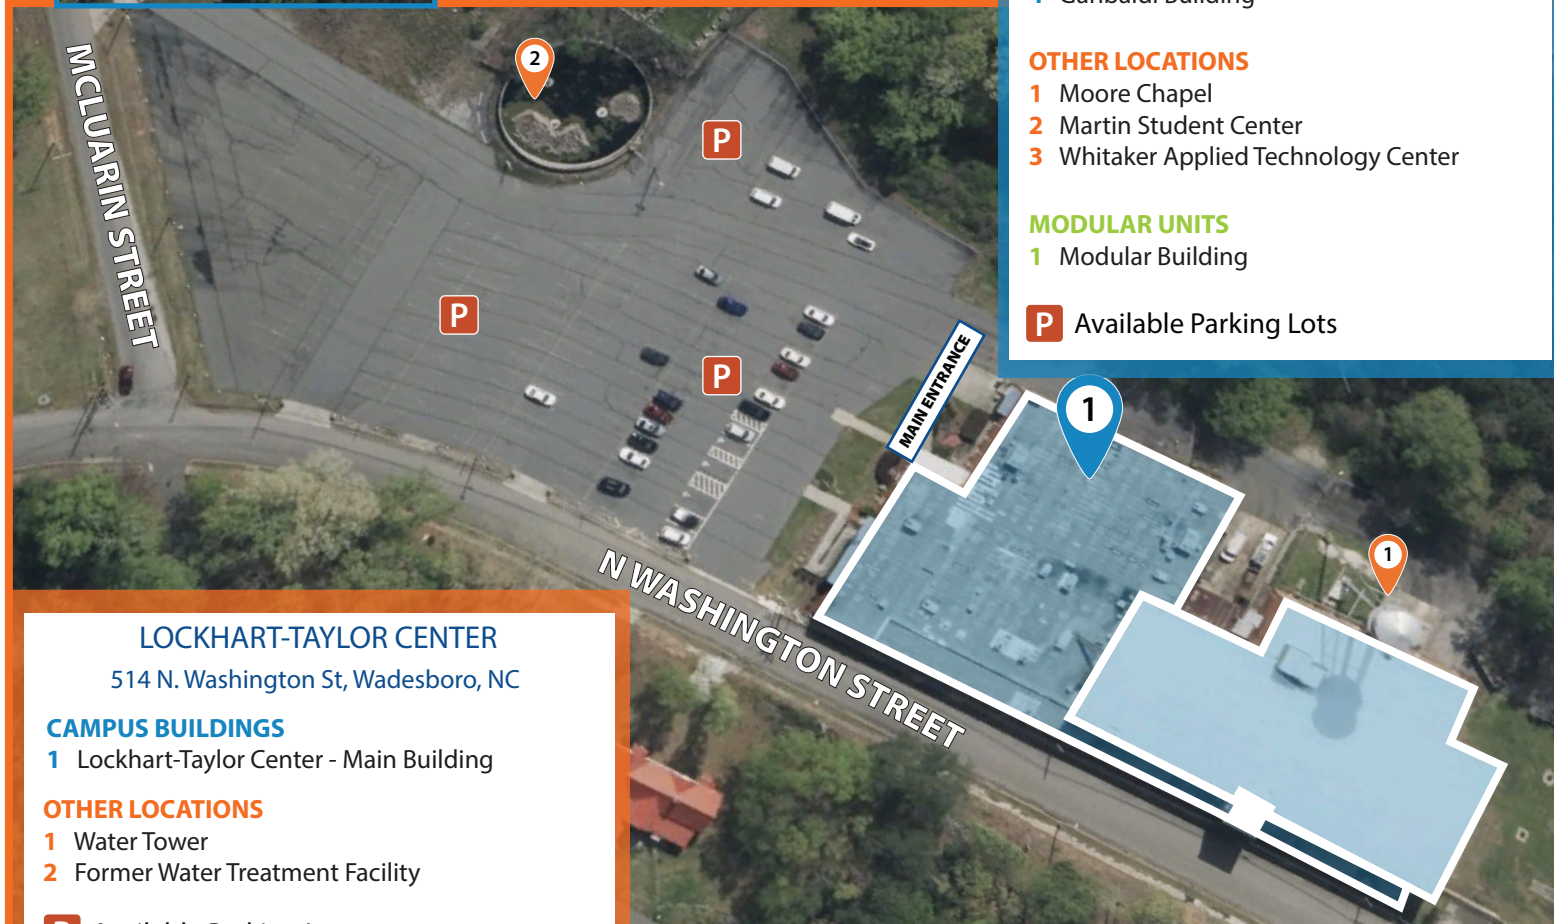 1 Garibaldi Building
OTHER LOCATIONS
1 Moore Chapel
2 Martin Student Center
3 Whitaker Applied Technology Center
MODULAR UNITS
1 Modular Building
P Available Parking Lots
MCLUARIN STREET
2
P
P
P
MAIN ENTRANCE
1
1
N WASHINGTON STREET
LOCKHART-TAYLOR CENTER
514 N. Washington St, Wadesboro, NC
CAMPUS BUILDINGS
1 Lockhart-Taylor Center - Main Building
OTHER LOCATIONS
1 Water Tower
2 Former Water Treatment Facility